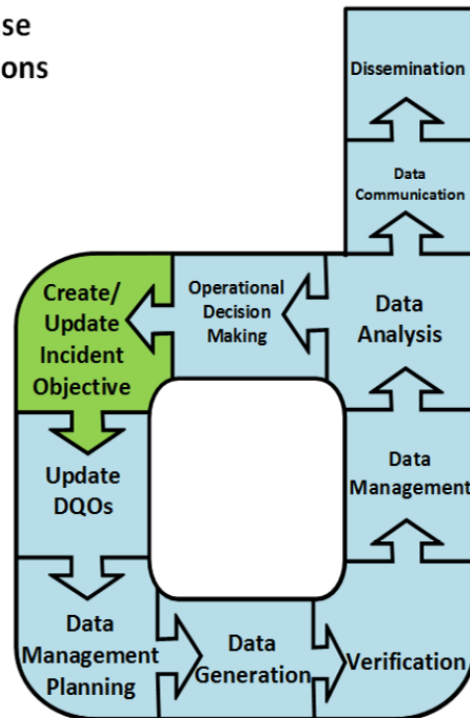 se
ons
Dissemination
Data
Communication
Create/
Update
Incident
Objective
Operational
Decision
Making
Data
Analysis
Update
DQOs
Data
Management
Data
Management
Planning
Data
Generation
Verification/